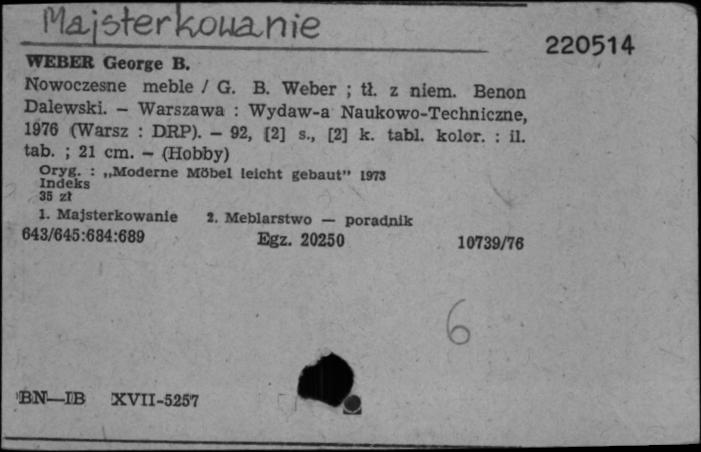 Majsterkowanie
220514
WEBER George B.
Nowoczesne meble / G. B. Weber ; tł. z niem. Benon
Dalewski. — Warszawa : Wydaw-a Naukowo-Techniczne,
1976 (Warsz : DRP). — 92, [2] s., [2] k. tabl. kolor. : il.
tab. ; 21 cm. — (Hobby)
Oryg. : „Moderne Möbel leicht gebaut" 1973
Indeks
35 zł
1. Majsterkowanie 2. Meblarstwo — poradnik
643/645:684:689 Egz. 20250 10739/76
6
BN—IB XVII-5257